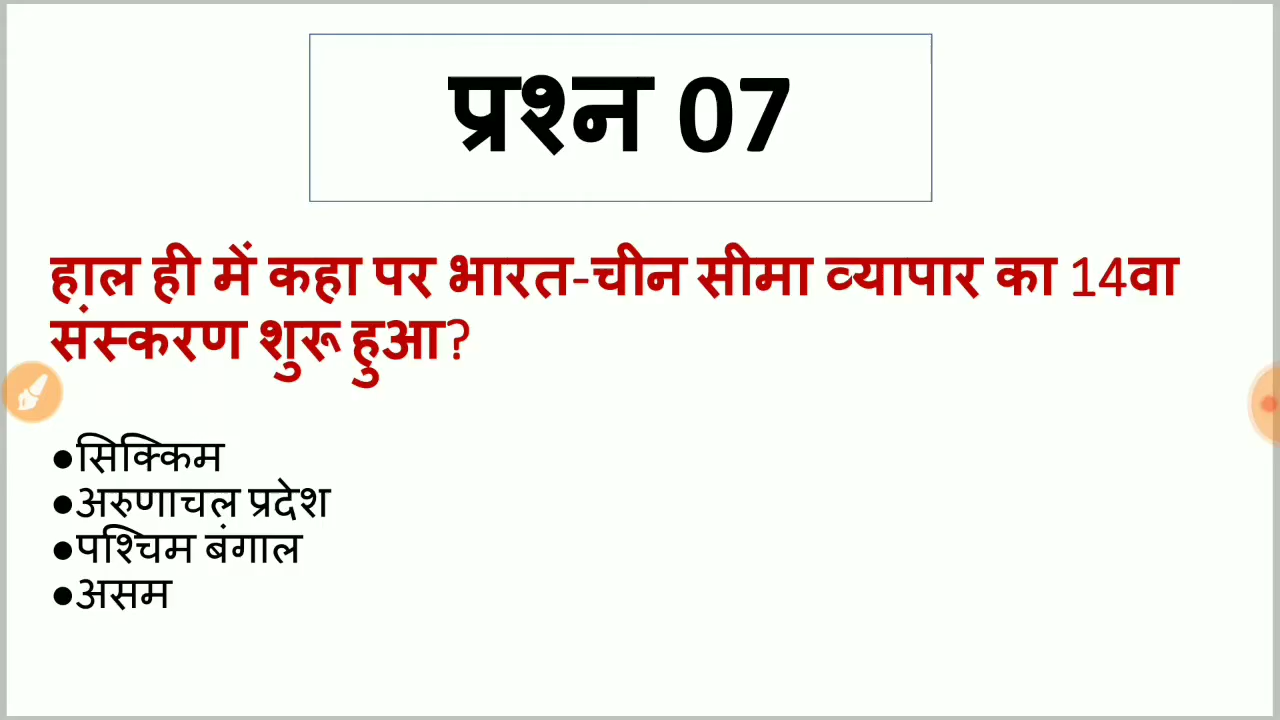 प्रश्न 07
हाल ही में कहा पर भारत-चीन सीमा व्यापार का 14वा
संस्करण शुरू हुआ?
●सिक्किम
●अरुणाचल प्रदेश
●पश्चिम बंगाल
●असम